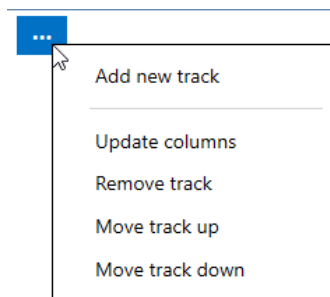 ...
Add new track
Update columns
Remove track
Move track up
Move track down